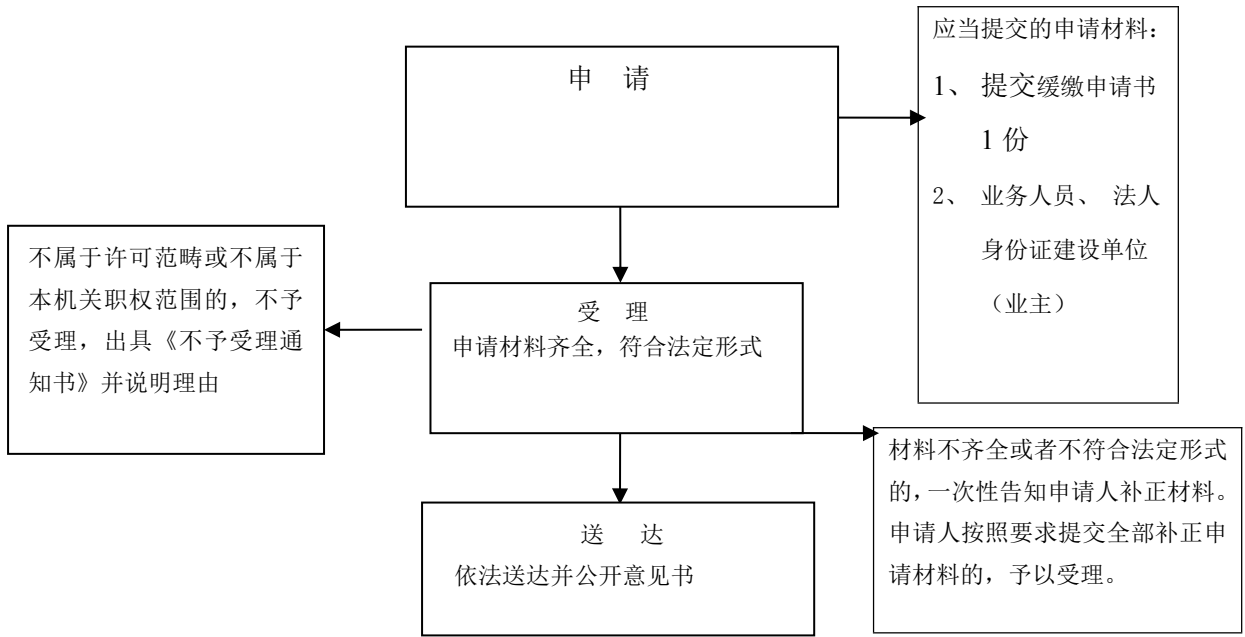 申 请
应当提交的申请材料：
1、 提交缓缴申请书
1 份
2、 业务人员、 法人
身份证建设单位
（业主）
不属于许可范畴或不属于
本机关职权范围的，不予
受理，出具《不予受理通
知书》并说明理由
受 理
申请材料齐全，符合法定形式
材料不齐全或者不符合法定形式
的，一次性告知申请人补正材料。
申请人按照要求提交全部补正申
请材料的，予以受理。
送 达
依法送达并公开意见书